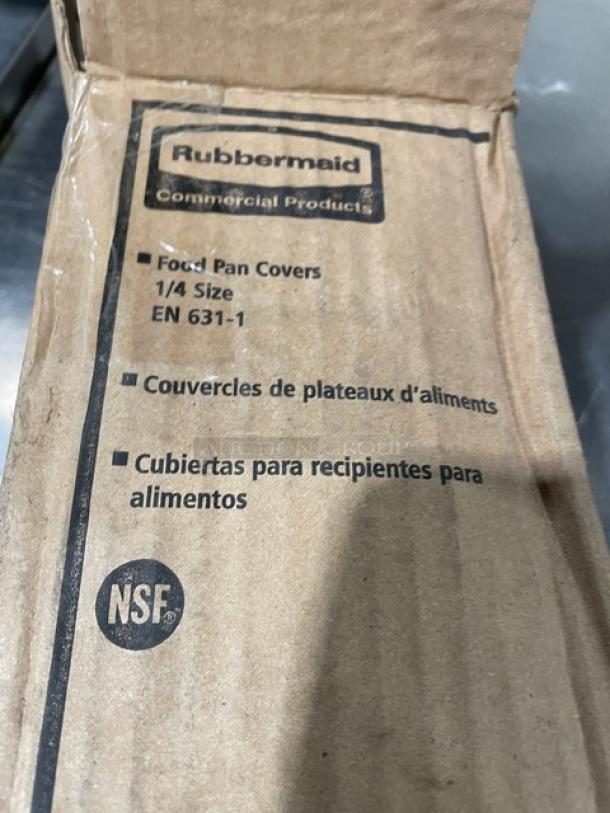 Rubbermaid
Commercial Products®
■ Food Pan Covers
1/4 Size
EN 631-1
■ Couvercles de plateaux d'aliments
■ Cubiertas para recipientes para
alimentos
NSF®